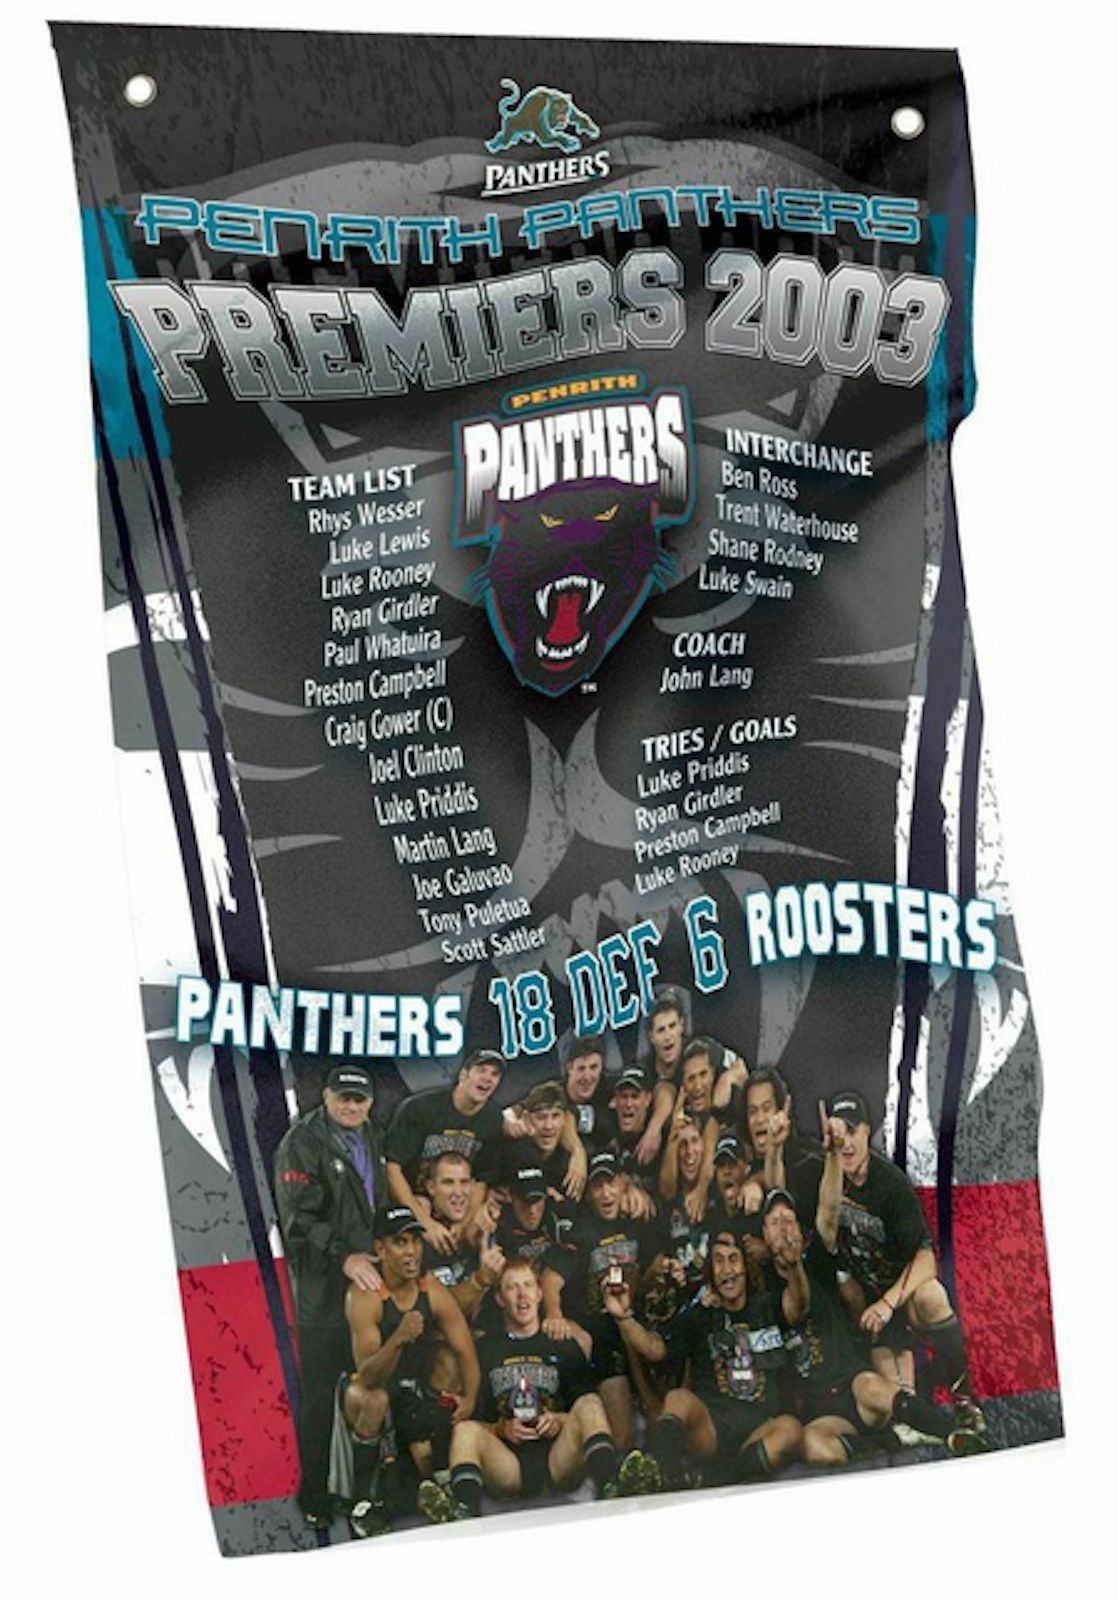 PANTHERS
PENRITH PANTHERS
PREMIERS 2003
PENRITH
PANTHERS
TM
TEAM LIST
Rhys Wesser
Luke Lewis
Luke Rooney
Ryan Girdler
Paul Whatuira
Preston Campbell
Craig Gower (C)
Joel Clinton
Luke Priddis
Martin Lang
Joe Galuvao
Tony Puletua
Scott Sattler
INTERCHANGE
Ben Ross
Trent Waterhouse
Shane Rodney
Luke Swain
COACH
John Lang
TRIES / GOALS
Luke Priddis
Ryan Girdler
Preston Campbell
Luke Rooney
PANTHERS 18 DEF 6 ROOSTERS
PREMIERS